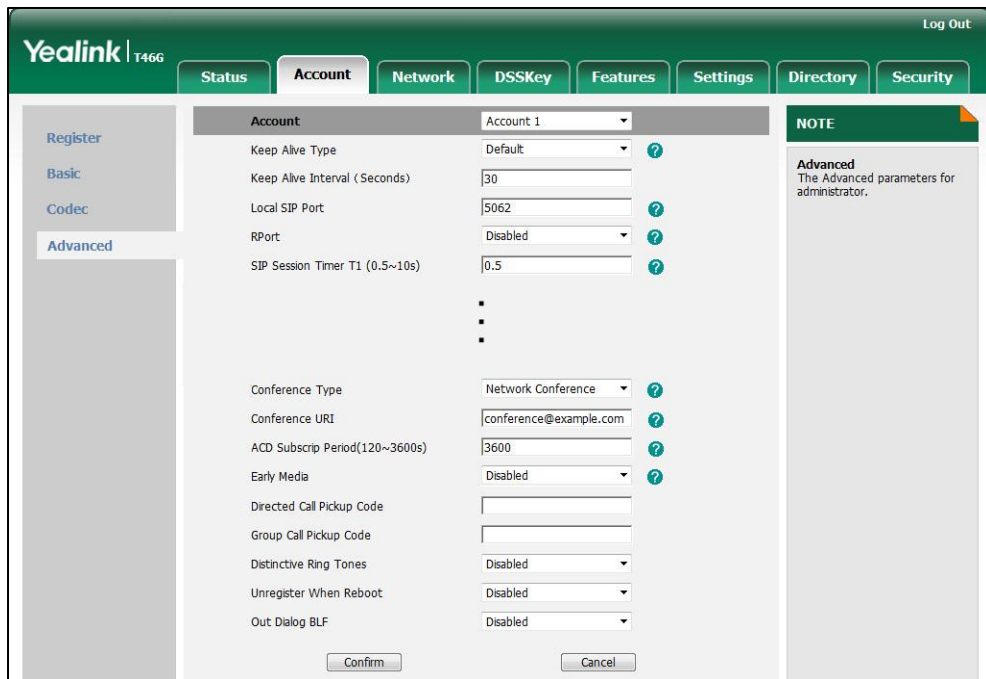 Log Out
Yealink T46G
Status Account Network DSSKey Features Settings Directory Security
Register
Basic
Codec
Advanced
Account Account 1
Keep Alive Type Default
Keep Alive Interval (Seconds) 30
Local SIP Port 5062
RPort Disabled
SIP Session Timer T1 (0.5~10s) 0.5
Conference Type Network Conference
Conference URI conference@example.com
ACD Subscrip Period(120~3600s) 3600
Early Media Disabled
Directed Call Pickup Code
Group Call Pickup Code
Distinctive Ring Tones Disabled
Unregister When Reboot Disabled
Out Dialog BLF Disabled
Confirm Cancel
NOTE
Advanced
The Advanced parameters for
administrator.